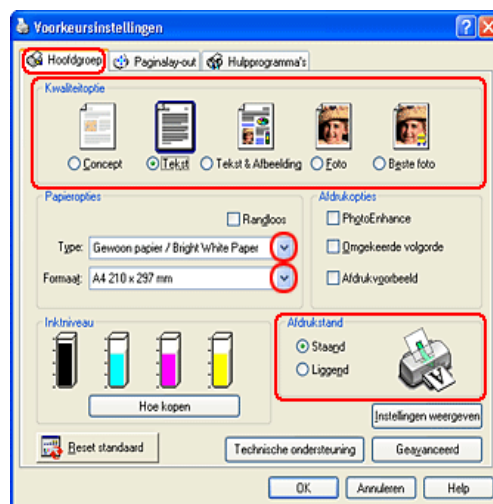 Voorkeursinstellingen
Hoofdgroep Paginalay-out Hulpprogramma's
Kwaliteitoptie
Concept Tekst Tekst & Afbeelding Foto Beste foto
Papieropties
Randloos
Type: Gewoon papier / Bright White Paper
Formaat: A4 210 x 297 mm
Afdrukopties
PhotoEnhance
Omgekeerde volgorde
Afdrukvoorbeeld
Inktniveau
Hoe kopen
Afdrukstand
Staand
Liggend
A
Instellingen weergeven
Reset standaard Technische ondersteuning Geavanceerd
OK Annuleren Help